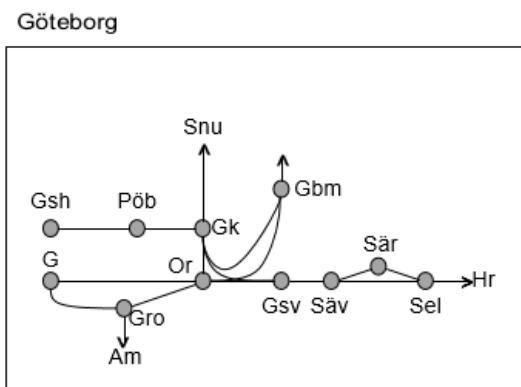 Göteborg
Snu
Gsh
Pöb
Gk
Gbm
G
Or
Sär
Hr
Gro
Gsv
Säv
Sel
Am